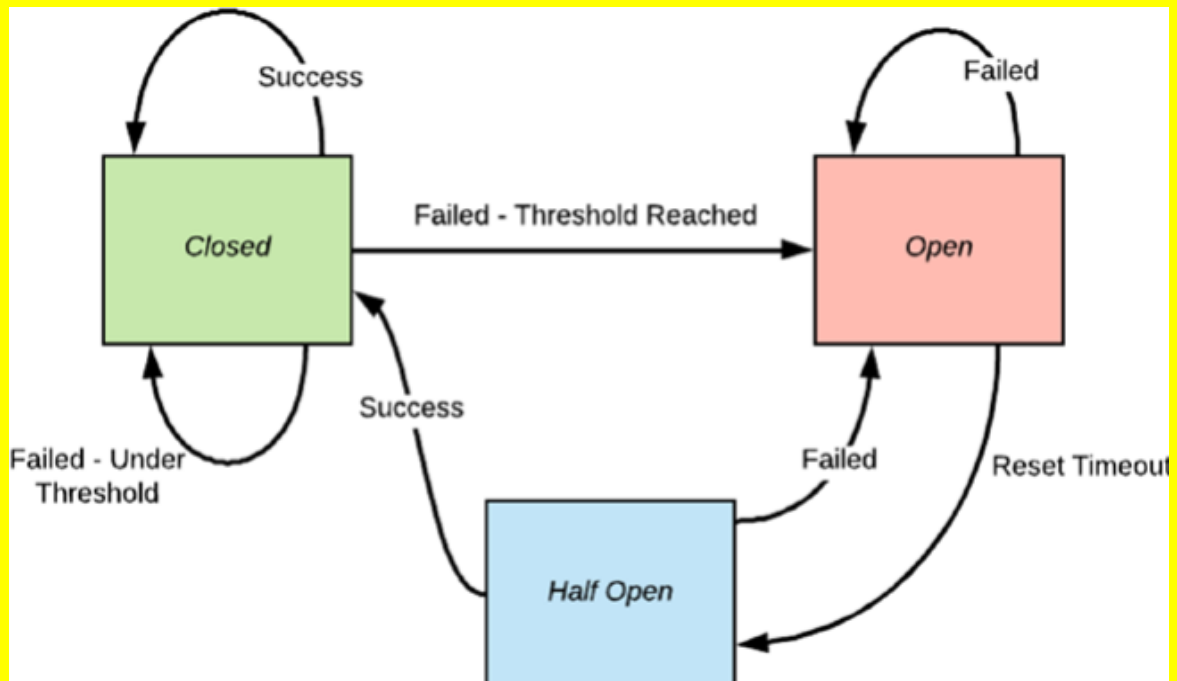 Success
Failed
Failed - Threshold Reached
Closed
Open
Success
Failed - Under
Threshold
Failed
Reset Timeout
Half Open